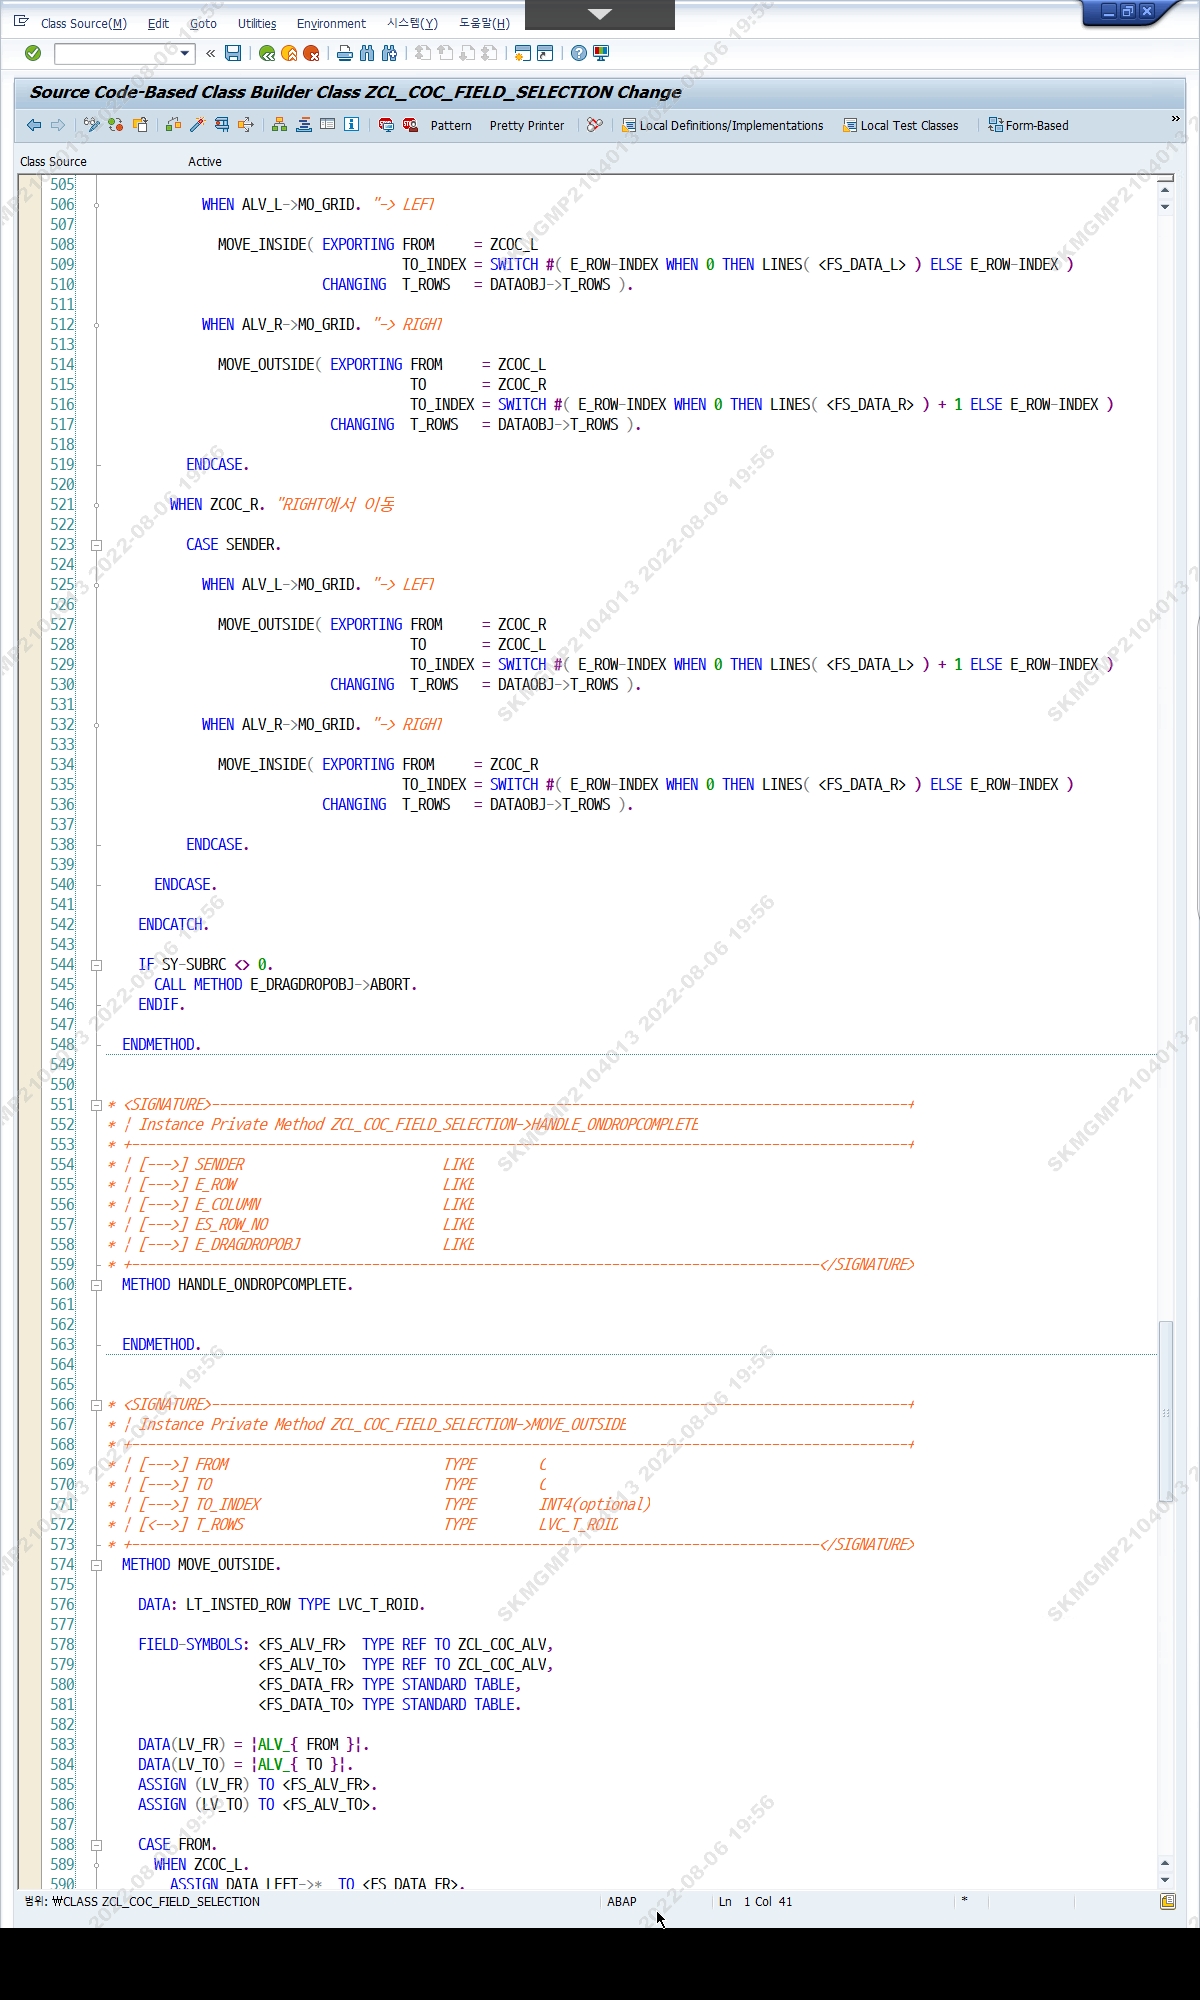 Class Source(M) Edit Goto Utilities Environment 시스템(Y) 도움말(H)
Source Code-Based Class Builder Class ZCL_COC_FIELD_SELECTION Change
Pattern Pretty Printer Local Definitions/Implementations Local Test Classes Form-Based
Class Source Active
505
506 WHEN ALV_L->MO_GRID. "-> LEFT
507
508 MOVE_INSIDE( EXPORTING FROM = ZCOC_L
509 TO_INDEX = SWITCH #( E_ROW-INDEX WHEN 0 THEN LINES( <FS_DATA_L> ) ELSE E_ROW-INDEX )
510 CHANGING T_ROWS = DATAOBJ->T_ROWS ).
511
512 WHEN ALV_R->MO_GRID. "-> RIGHT
513
514 MOVE_OUTSIDE( EXPORTING FROM = ZCOC_L
515 TO = ZCOC_R
516 TO_INDEX = SWITCH #( E_ROW-INDEX WHEN 0 THEN LINES( <FS_DATA_R> ) + 1 ELSE E_ROW-INDEX )
517 CHANGING T_ROWS = DATAOBJ->T_ROWS ).
518
519 ENDCASE.
520
521 WHEN ZCOC_R. "RIGHT에서 이동
522
523 CASE SENDER.
524
525 WHEN ALV_L->MO_GRID. "-> LEFT
526
527 MOVE_OUTSIDE( EXPORTING FROM = ZCOC_R
528 TO = ZCOC_L
529 TO_INDEX = SWITCH #( E_ROW-INDEX WHEN 0 THEN LINES( <FS_DATA_L> ) + 1 ELSE E_ROW-INDEX )
530 CHANGING T_ROWS = DATAOBJ->T_ROWS ).
531
532 WHEN ALV_R->MO_GRID. "-> RIGHT
533
534 MOVE_INSIDE( EXPORTING FROM = ZCOC_R
535 TO_INDEX = SWITCH #( E_ROW-INDEX WHEN 0 THEN LINES( <FS_DATA_R> ) ELSE E_ROW-INDEX )
536 CHANGING T_ROWS = DATAOBJ->T_ROWS ).
537
538 ENDCASE.
539
540 ENDCASE.
541
542 ENDCATCH.
543
544 IF SY-SUBRC <> 0.
545 CALL METHOD E_DRAGDROPOBJ->ABORT.
546 ENDIF.
547
548 ENDMETHOD.
549
550
551 * <SIGNATURE>---------------------------------------------------------------------------------------+
552 * | Instance Private Method ZCL_COC_FIELD_SELECTION->HANDLE_ONDROPCOMPLETE
553 * +-------------------------------------------------------------------------------------------------+
554 * | [--->] SENDER LIKE
555 * | [--->] E_ROW LIKE
556 * | [--->] E_COLUMN LIKE
557 * | [--->] ES_ROW_NO LIKE
558 * | [--->] E_DRAGDROPOBJ LIKE
559 * +--------------------------------------------------------------------------------------</SIGNATURE>
560 METHOD HANDLE_ONDROPCOMPLETE.
561
562
563 ENDMETHOD.
564
565
566 * <SIGNATURE>---------------------------------------------------------------------------------------+
567 * | Instance Private Method ZCL_COC_FIELD_SELECTION->MOVE_OUTSIDE
568 * +-------------------------------------------------------------------------------------------------+
569 * | [--->] FROM TYPE C
570 * | [--->] TO TYPE C
571 * | [--->] TO_INDEX TYPE INT4(optional)
572 * | [<-->] T_ROWS TYPE LVC_T_ROID
573 * +--------------------------------------------------------------------------------------</SIGNATURE>
574 METHOD MOVE_OUTSIDE.
575
576 DATA: LT_INSTED_ROW TYPE LVC_T_ROID.
577
578 FIELD-SYMBOLS: <FS_ALV_FR> TYPE REF TO ZCL_COC_ALV,
579 <FS_ALV_TO> TYPE REF TO ZCL_COC_ALV,
580 <FS_DATA_FR> TYPE STANDARD TABLE,
581 <FS_DATA_TO> TYPE STANDARD TABLE.
582
583 DATA(LV_FR) = |ALV_{ FROM }|.
584 DATA(LV_TO) = |ALV_{ TO }|.
585 ASSIGN (LV_FR) TO <FS_ALV_FR>.
586 ASSIGN (LV_TO) TO <FS_ALV_TO>.
587
588 CASE FROM.
589 WHEN ZCOC_L.
590 ASSIGN DATA_LEFT->* TO <FS_DATA_FR>.
범위: ₩CLASS ZCL_COC_FIELD_SELECTION ABAP Ln 1 Col 41 *
SKMGMP2104013 2022-08-06 19:56